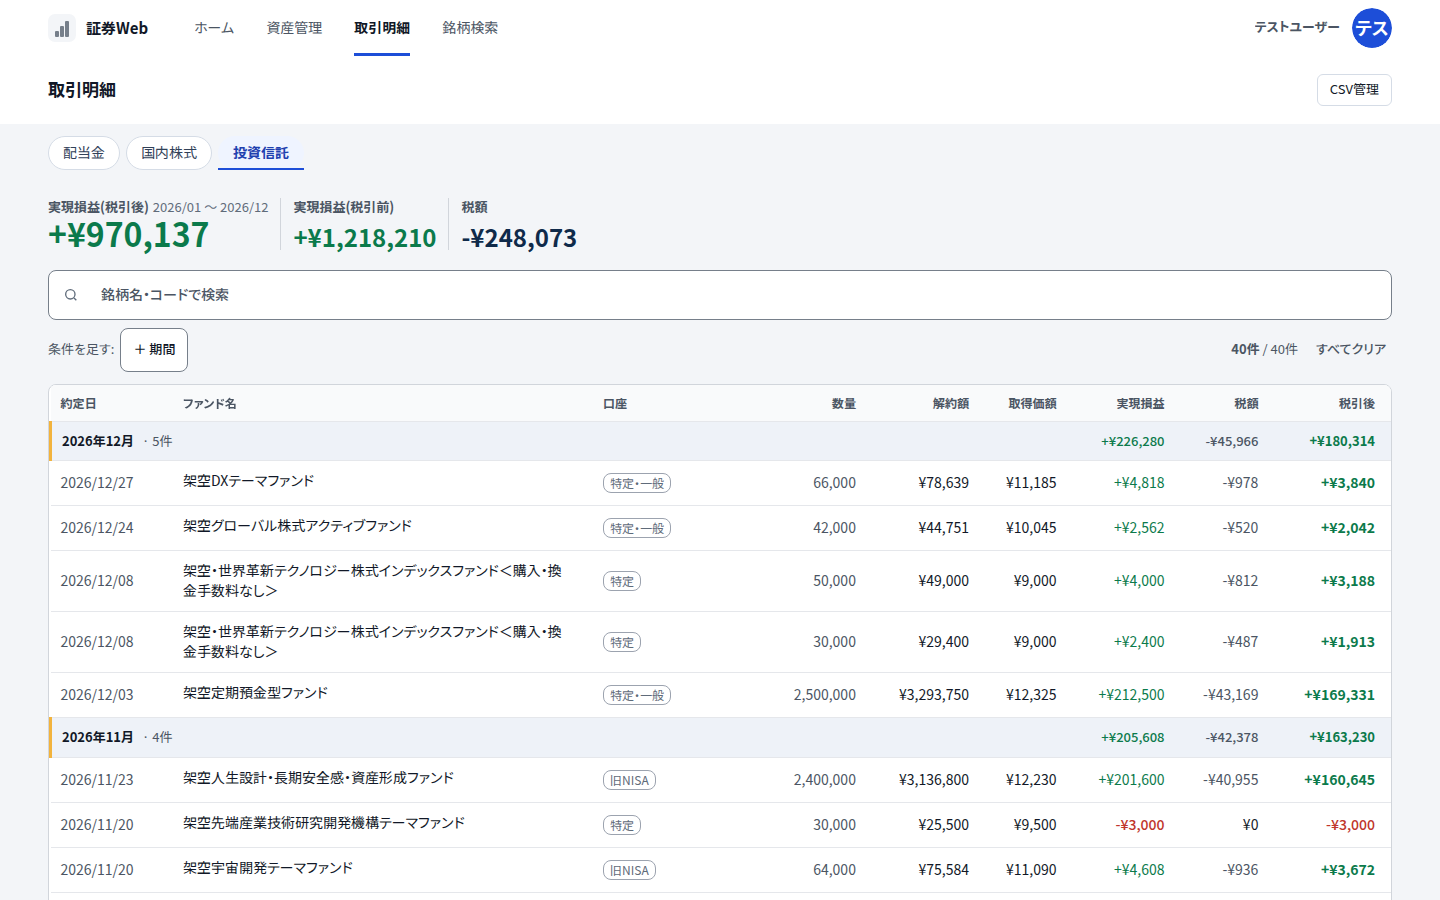 証券Web ホーム 資産管理 取引明細 銘柄検索 テストユーザー テス
取引明細 CSV管理
配当金 国内株式 投資信託
実現損益(税引後) 2026/01 〜 2026/12 実現損益(税引前) 税額
+¥970,137 +¥1,218,210 -¥248,073
銘柄名・コードで検索
条件を足す: ＋ 期間 40件 / 40件 すべてクリア
約定日 ファンド名 口座 数量 解約額 取得価額 実現損益 税額 税引後
2026年12月 · 5件 +¥226,280 -¥45,966 +¥180,314
2026/12/27 架空DXテーマファンド 特定・一般 66,000 ¥78,639 ¥11,185 +¥4,818 -¥978 +¥3,840
2026/12/24 架空グローバル株式アクティブファンド 特定・一般 42,000 ¥44,751 ¥10,045 +¥2,562 -¥520 +¥2,042
2026/12/08 架空・世界革新テクノロジー株式インデックスファンド＜購入・換
金手数料なし＞ 特定 50,000 ¥49,000 ¥9,000 +¥4,000 -¥812 +¥3,188
2026/12/08 架空・世界革新テクノロジー株式インデックスファンド＜購入・換
金手数料なし＞ 特定 30,000 ¥29,400 ¥9,000 +¥2,400 -¥487 +¥1,913
2026/12/03 架空定期預金型ファンド 特定・一般 2,500,000 ¥3,293,750 ¥12,325 +¥212,500 -¥43,169 +¥169,331
2026年11月 · 4件 +¥205,608 -¥42,378 +¥163,230
2026/11/23 架空人生設計・長期安全感・資産形成ファンド 旧NISA 2,400,000 ¥3,136,800 ¥12,230 +¥201,600 -¥40,955 +¥160,645
2026/11/20 架空先端産業技術研究開発機構テーマファンド 特定 30,000 ¥25,500 ¥9,500 -¥3,000 ¥0 -¥3,000
2026/11/20 架空宇宙開発テーマファンド 旧NISA 64,000 ¥75,584 ¥11,090 +¥4,608 -¥936 +¥3,672